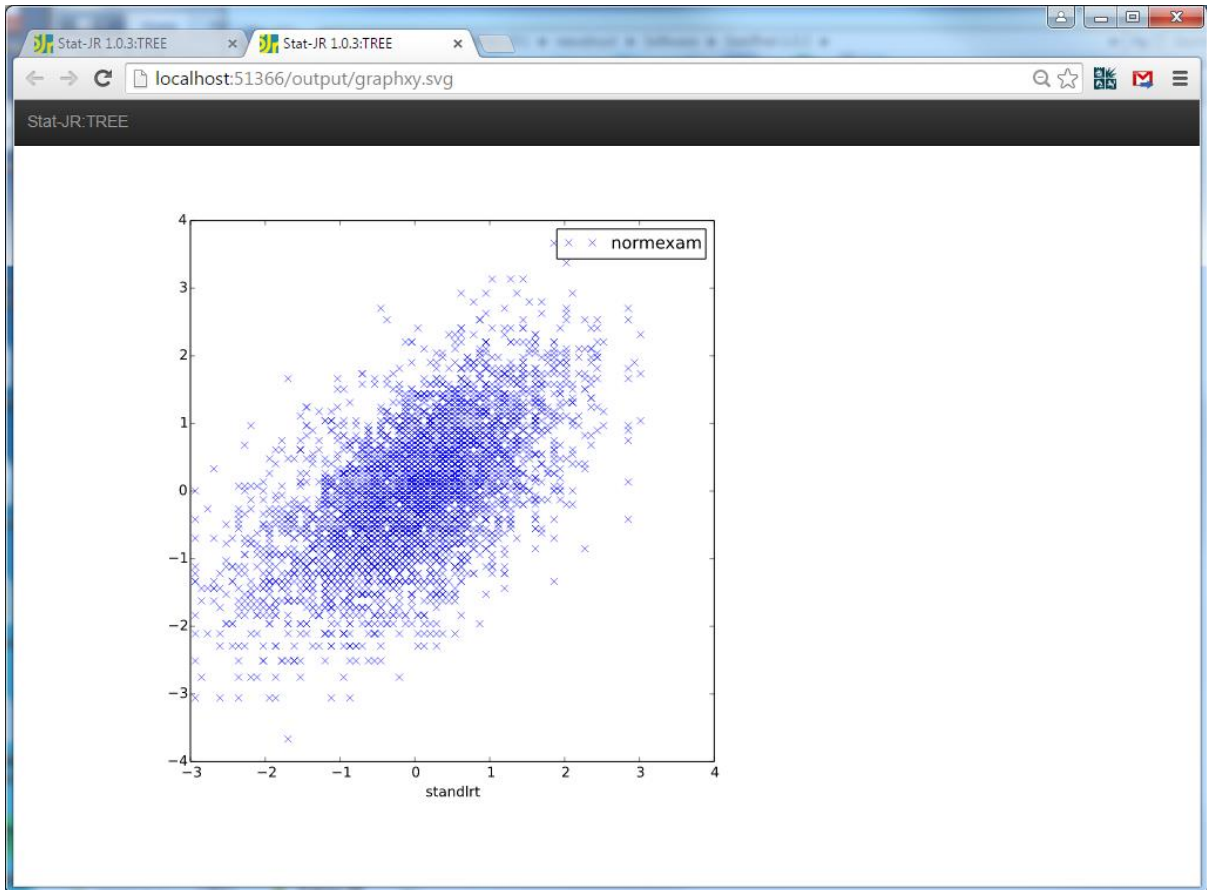 Stat-JR 1.0.3:TREE
Stat-JR 1.0.3:TREE
localhost:51366/output/graphxy.svg
Stat-JR:TREE
normexam
4
3
2
1
0
−1
−2
−3
−4
−3 −2 −1 0 1 2 3 4
standlrt